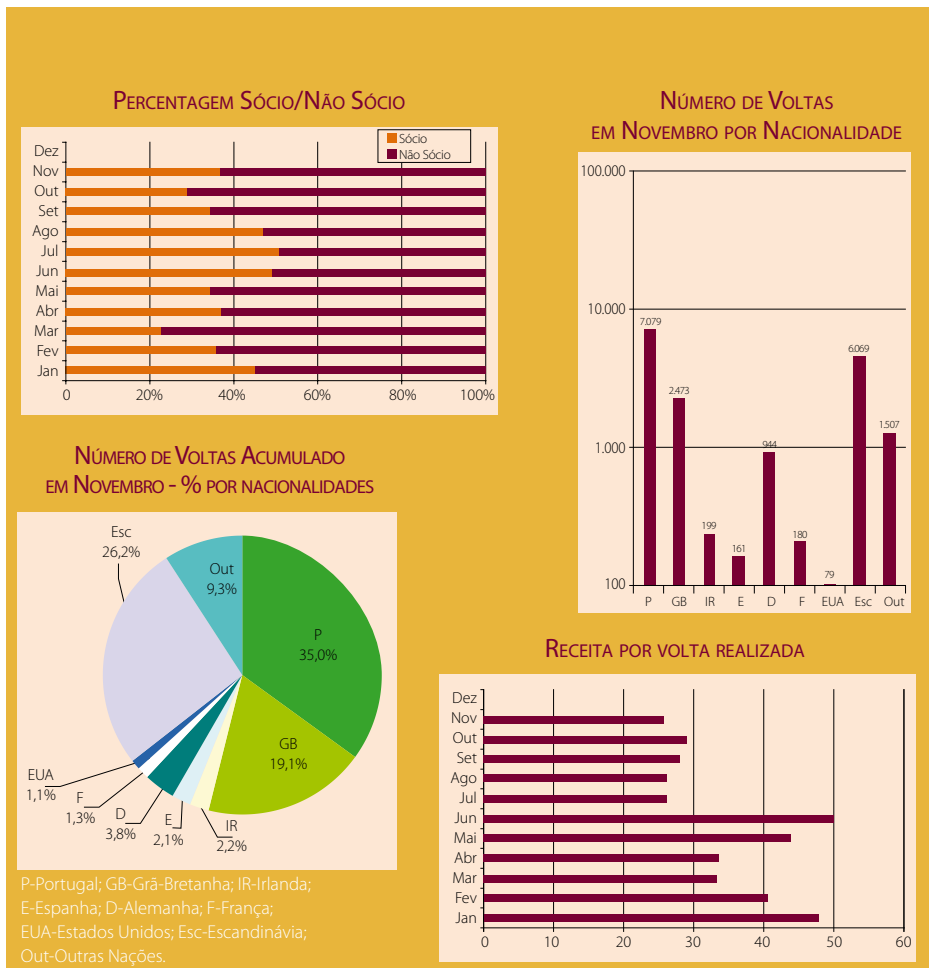 Percentagem Sócio/Não Sócio
Sócio
Não Sócio
Dez
Nov
Out
Set
Ago
Jul
Jun
Mai
Abr
Mar
Fev
Jan
0 20% 40% 60% 80% 100%
Número de Voltas
em Novembro por Nacionalidade
100.000
10.000
1.000
100
7.079
2.473
199
161
944
180
79
6.069
1.507
P GB IR E D F EUA Esc Out
Número de Voltas Acumulado
em Novembro - % por nacionalidades
Esc
26,2%
Out
9,3%
P
35,0%
GB
19,1%
EUA
1,1%
F
1,3%
D
3,8%
E
2,1%
IR
2,2%
P-Portugal; GB-Grã-Bretanha; IR-Irlanda;
E-Espanha; D-Alemanha; F-França;
EUA-Estados Unidos; Esc-Escandinávia;
Out-Outras Nações.
Receita por volta realizada
Dez
Nov
Out
Set
Ago
Jul
Jun
Mai
Abr
Mar
Fev
Jan
0 10 20 30 40 50 60